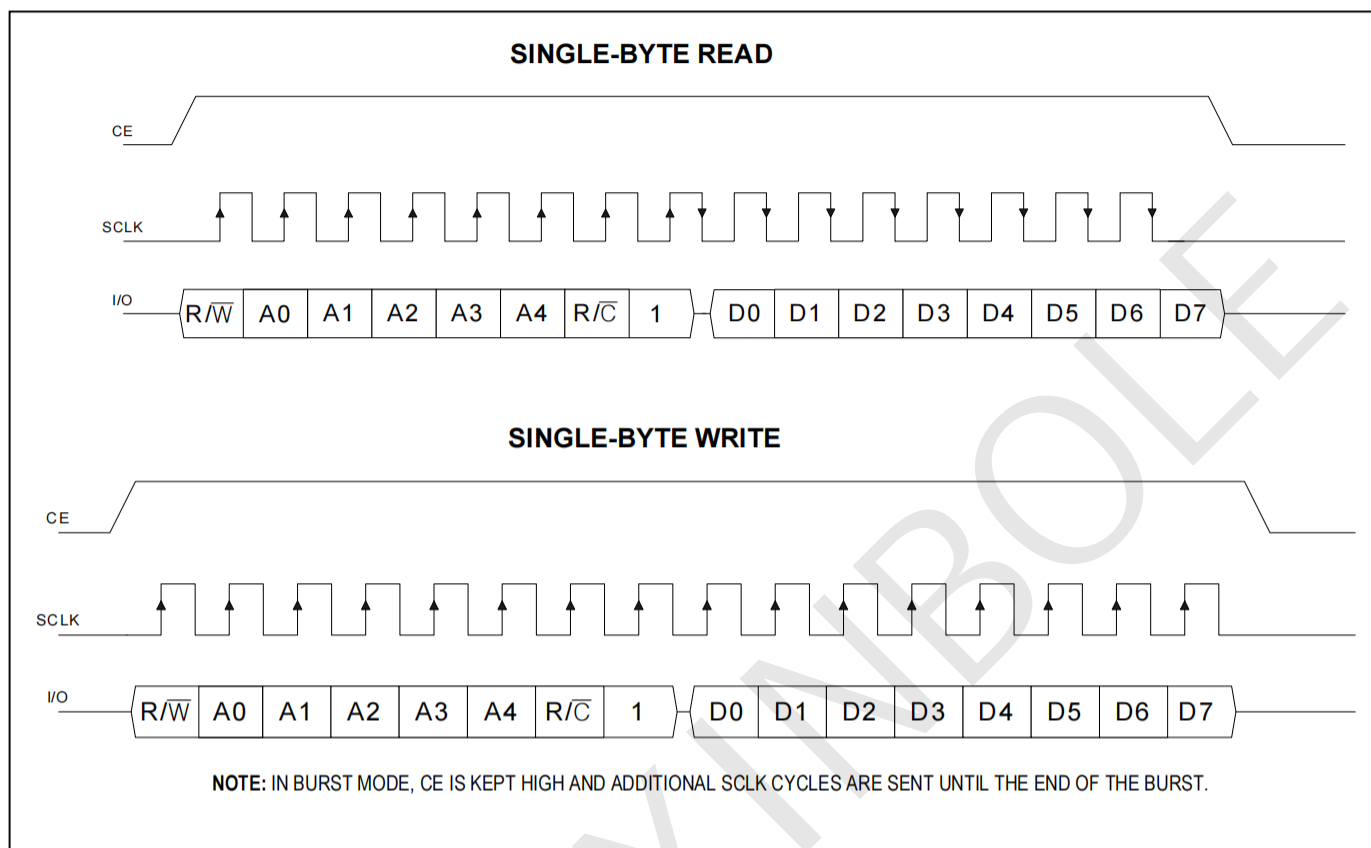 SINGLE-BYTE READ
CE
SCLK
I/O
R/W̅ A0 A1 A2 A3 A4 R/C̅ 1 D0 D1 D2 D3 D4 D5 D6 D7
SINGLE-BYTE WRITE
CE
SCLK
I/O
R/W̅ A0 A1 A2 A3 A4 R/C̅ 1 D0 D1 D2 D3 D4 D5 D6 D7
NOTE: IN BURST MODE, CE IS KEPT HIGH AND ADDITIONAL SCLK CYCLES ARE SENT UNTIL THE END OF THE BURST.
YINBOLE